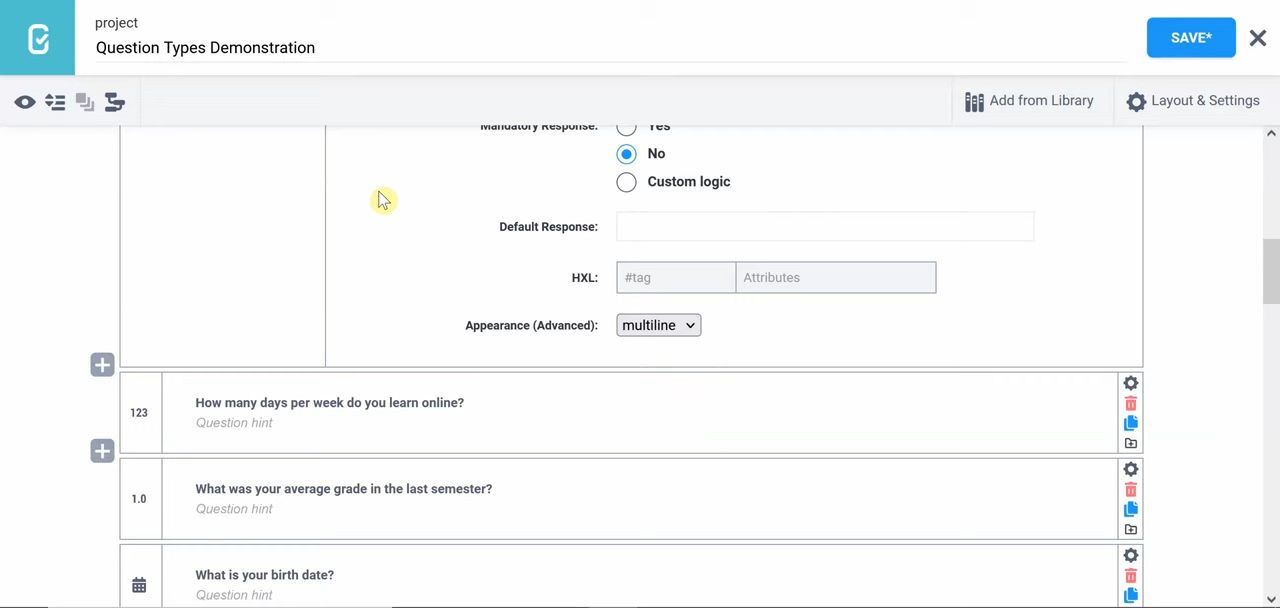 project
Question Types Demonstration
SAVE*
Add from Library
Layout & Settings
Mandatory Response:
Yes
No
Custom logic
Default Response:
HXL:
#tag
Attributes
Appearance (Advanced):
multiline
123
How many days per week do you learn online?
Question hint
1.0
What was your average grade in the last semester?
Question hint
What is your birth date?
Question hint